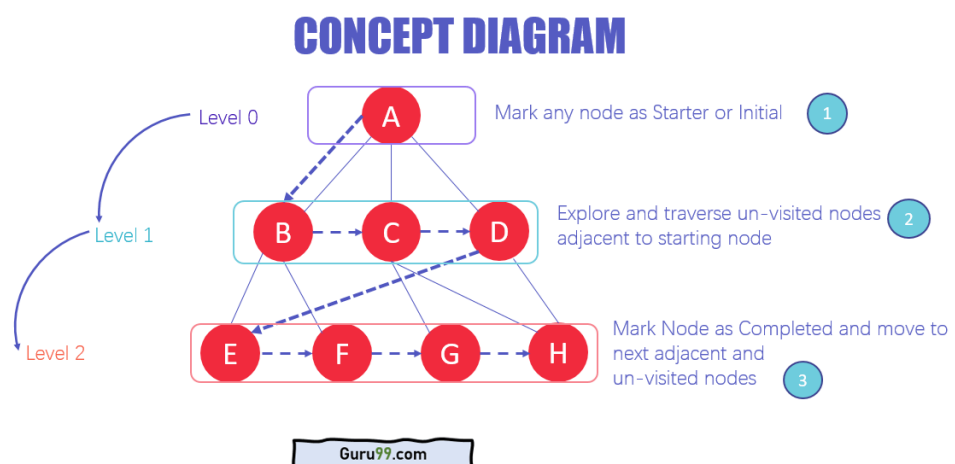 CONCEPT DIAGRAM
Level 0
A
Mark any node as Starter or Initial
1
Level 1
B
C
D
Explore and traverse un-visited nodes
adjacent to starting node
2
Level 2
E
F
G
H
Mark Node as Completed and move to
next adjacent and
un-visited nodes
3
Guru99.com